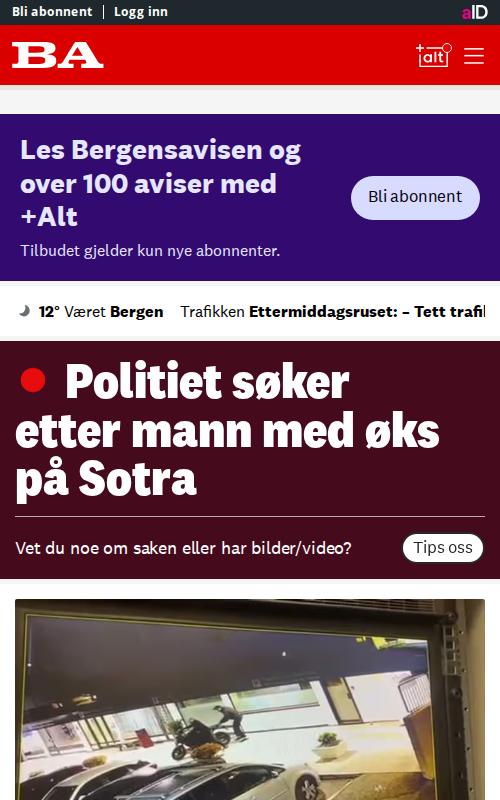 Bli abonnent | Logg inn
aID
BA
+alt
Les Bergensavisen og
over 100 aviser med
+Alt
Bli abonnent
Tilbudet gjelder kun nye abonnenter.
12° Været Bergen Trafikken Ettermiddagsruset: – Tett trafi
Politiet søker
etter mann med øks
på Sotra
Vet du noe om saken eller har bilder/video?
Tips oss